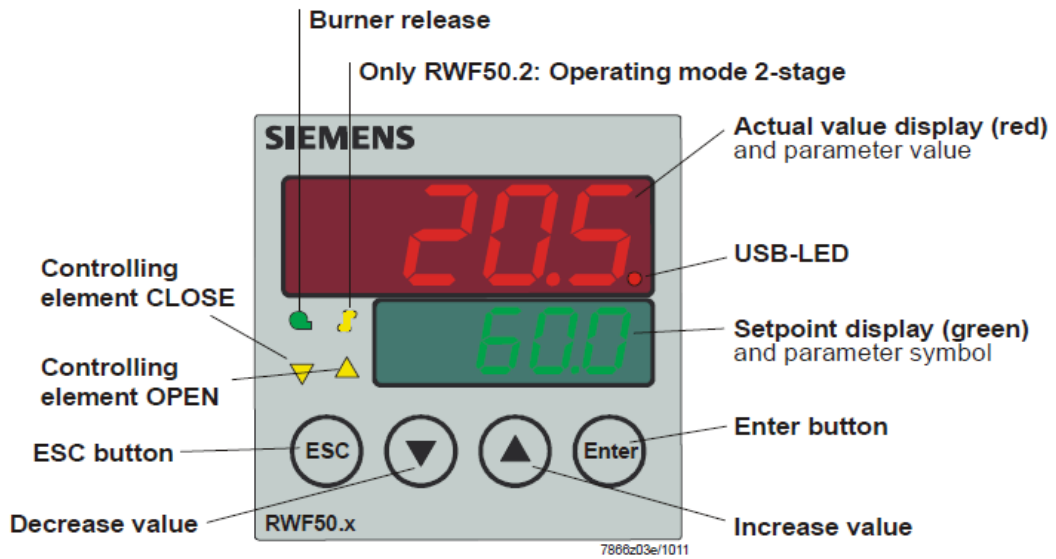 Burner release
Only RWF50.2: Operating mode 2-stage
SIEMENS
Actual value display (red)
and parameter value
20.5.
USB-LED
Controlling
element CLOSE
60.0
Setpoint display (green)
and parameter symbol
Controlling
element OPEN
ESC button
ESC
Enter
Enter button
Decrease value
RWF50.x
Increase value
7866z03e/1011